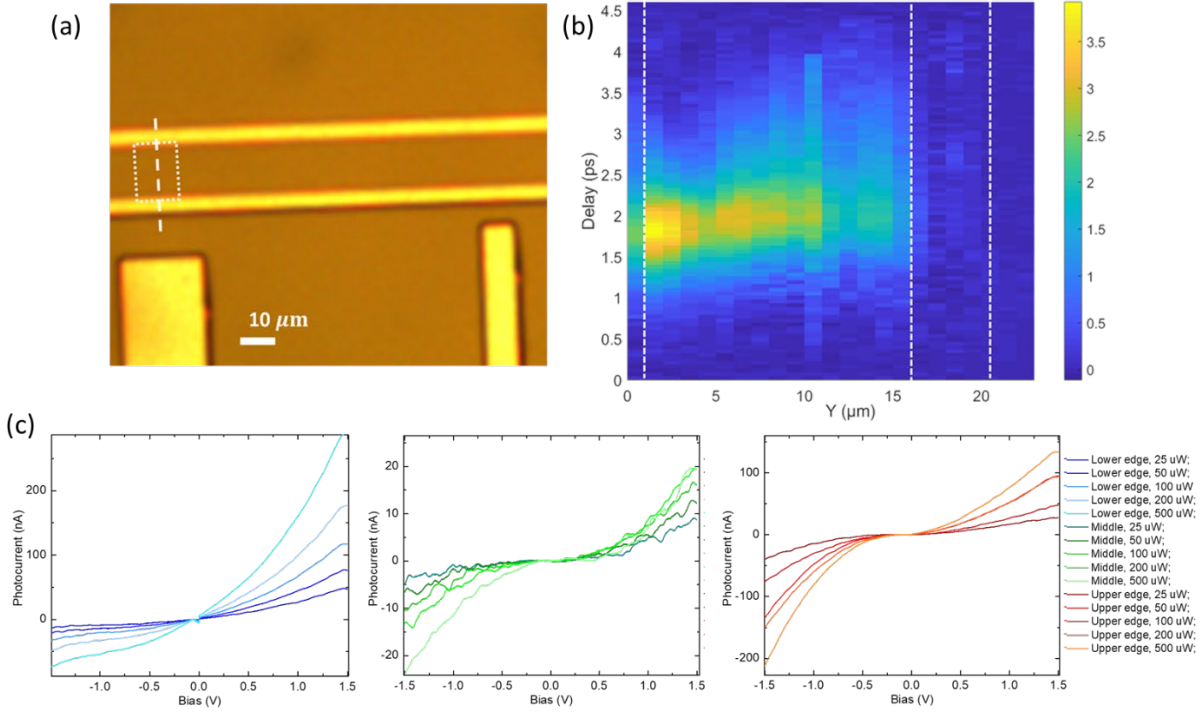 (a)
10 μm
(b)
Delay (ps)
4.5
4
3.5
3
2.5
2
1.5
1
0.5
0
0
5
10
15
20
Y (μm)
3.5
3
2.5
2
1.5
1
0.5
0
(c)
Photocurrent (nA)
200
100
0
-1.0
-0.5
0.0
0.5
1.0
1.5
Bias (V)
Photocurrent (nA)
20
10
0
-10
-20
-1.5
-1.0
-0.5
0.0
0.5
1.0
1.5
Bias (V)
Photocurrent (nA)
100
0
-100
-200
-1.5
-1.0
-0.5
0.0
0.5
1.0
1.5
Bias (V)
Lower edge, 25 uW;
Lower edge, 50 uW;
Lower edge, 100 uW
Lower edge, 200 uW;
Lower edge, 500 uW;
Middle, 25 uW;
Middle, 50 uW;
Middle, 100 uW;
Middle, 200 uW;
Middle, 500 uW;
Upper edge, 25 uW;
Upper edge, 50 uW;
Upper edge, 100 uW;
Upper edge, 200 uW;
Upper edge, 500 uW;